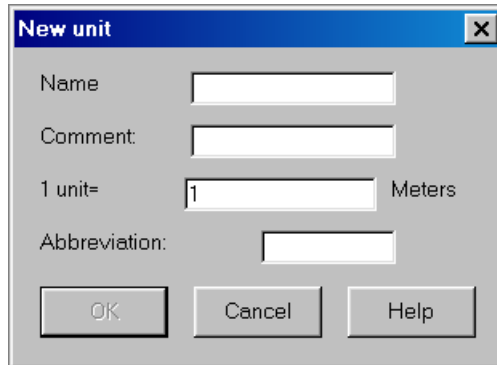 New unit
Name
Comment:
1 unit= 1 Meters
Abbreviation:
OK Cancel Help